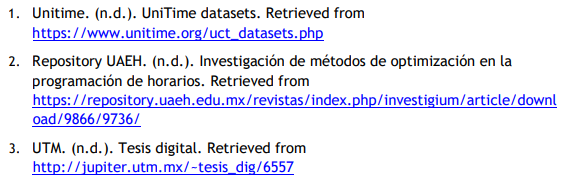 1. Unitime. (n.d.). UniTime datasets. Retrieved from
https://www.unitime.org/uct_datasets.php
2. Repository UAEH. (n.d.). Investigación de métodos de optimización en la
programación de horarios. Retrieved from
https://repository.uaeh.edu.mx/revistas/index.php/investigium/article/downl
oad/9866/9736/
3. UTM. (n.d.). Tesis digital. Retrieved from
http://jupiter.utm.mx/~tesis_dig/6557